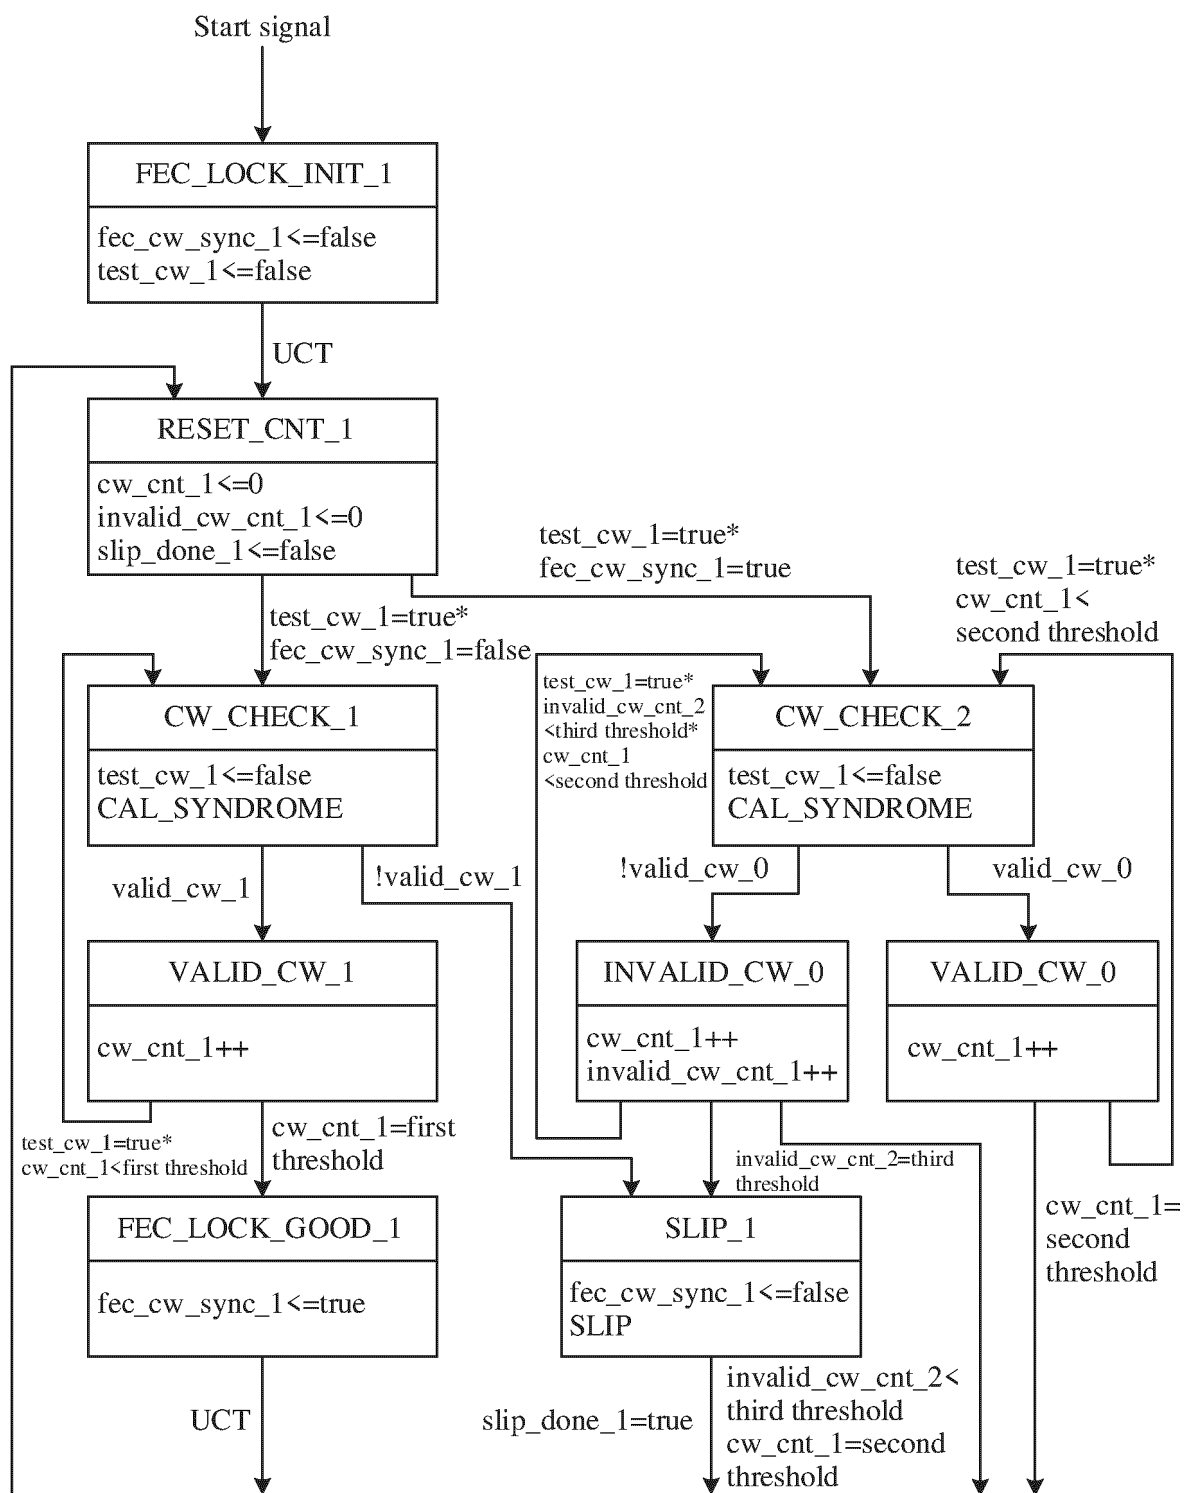 Start signal
FEC_LOCK_INIT_1
fec_cw_sync_1<=false
test_cw_1<=false
UCT
RESET_CNT_1
cw_cnt_1<=0
invalid_cw_cnt_1<=0
slip_done_1<=false
test_cw_1=true*
fec_cw_sync_1=false
test_cw_1=true*
fec_cw_sync_1=true
test_cw_1=true*
cw_cnt_1<
second threshold
CW_CHECK_1
test_cw_1<=false
CAL_SYNDROME
test_cw_1=true*
invalid_cw_cnt_2
<third threshold*
cw_cnt_1
<second threshold
CW_CHECK_2
test_cw_1<=false
CAL_SYNDROME
valid_cw_1
!valid_cw_1
!valid_cw_0
valid_cw_0
VALID_CW_1
cw_cnt_1++
INVALID_CW_0
cw_cnt_1++
invalid_cw_cnt_1++
VALID_CW_0
cw_cnt_1++
test_cw_1=true*
cw_cnt_1<first threshold
cw_cnt_1=first
threshold
invalid_cw_cnt_2=third
threshold
cw_cnt_1=
second
threshold
FEC_LOCK_GOOD_1
fec_cw_sync_1<=true
SLIP_1
fec_cw_sync_1<=false
SLIP
UCT
slip_done_1=true
invalid_cw_cnt_2<
third threshold
cw_cnt_1=second
threshold